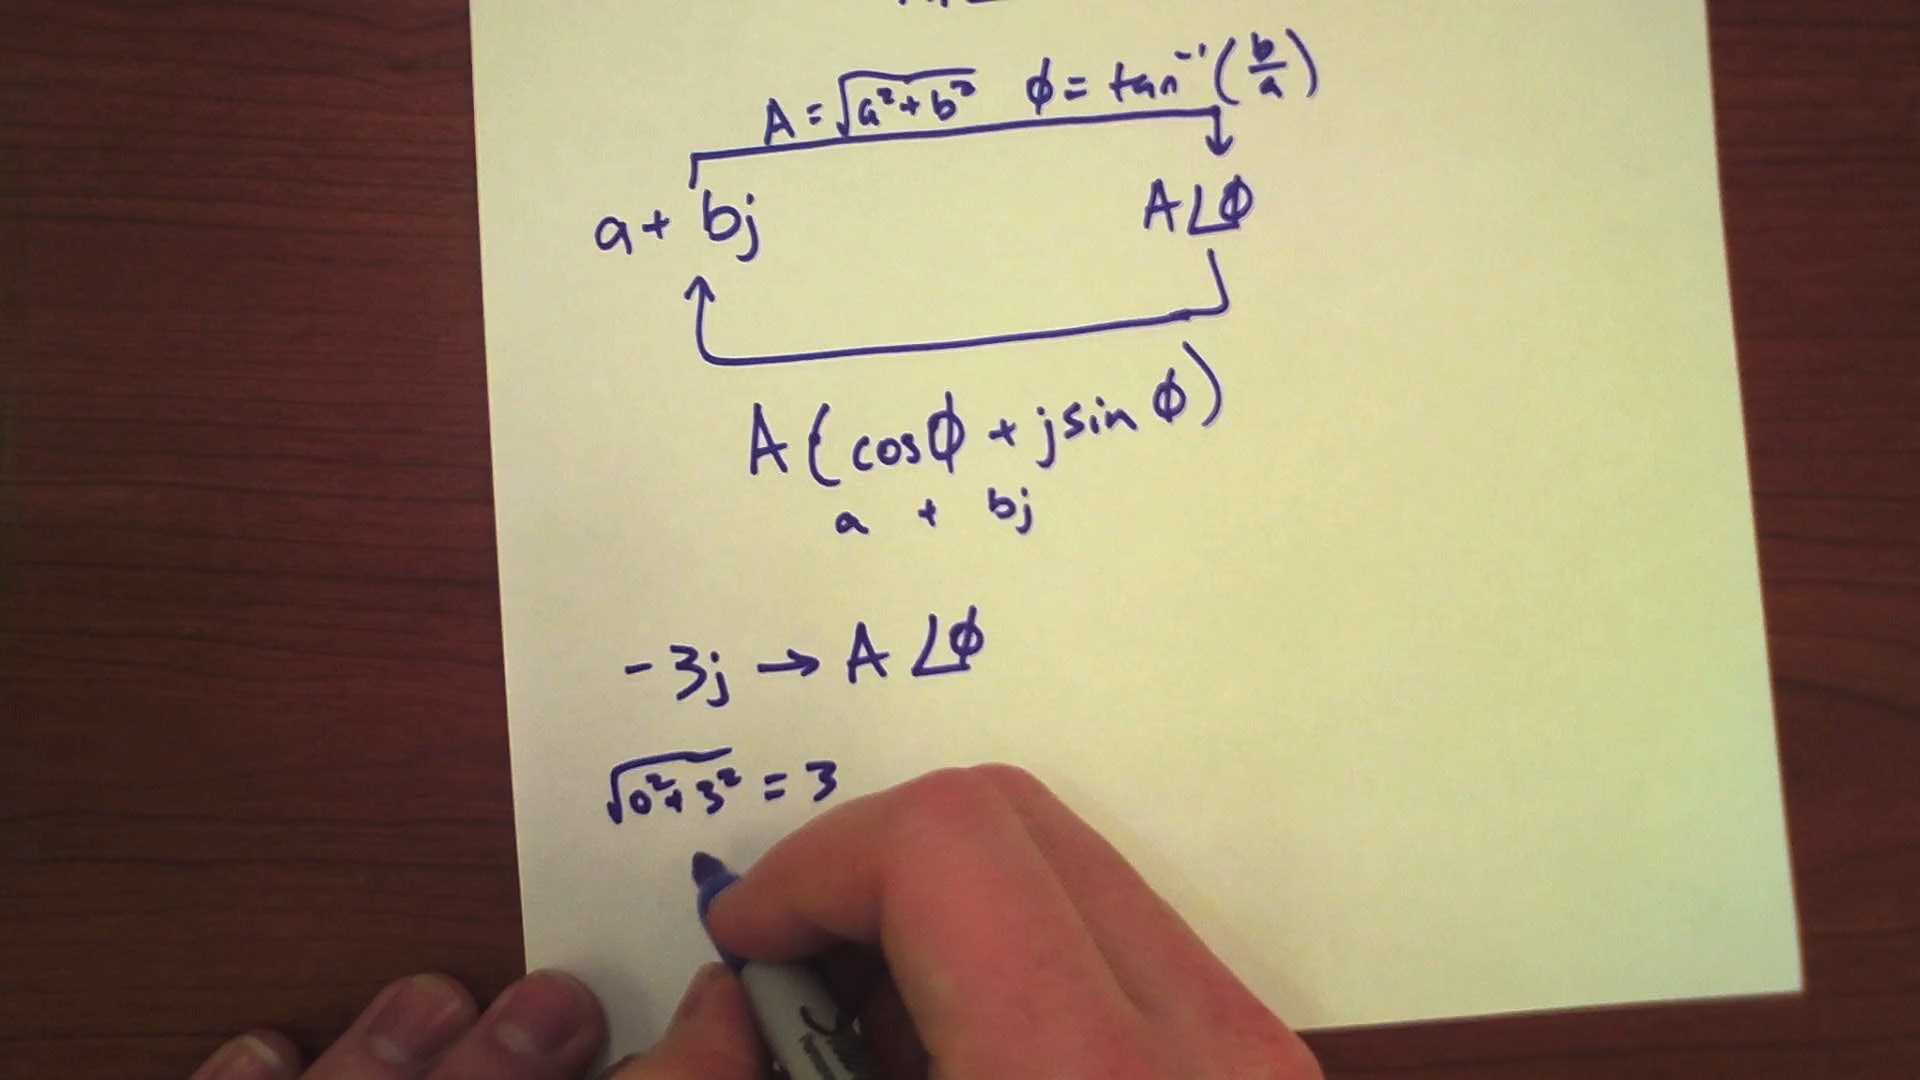 A = √a²+b² φ = tan⁻¹(b/a)
a + bj A∠φ
A(cosφ + jsinφ)
a + bj
-3j → A∠φ
√0²+3² = 3